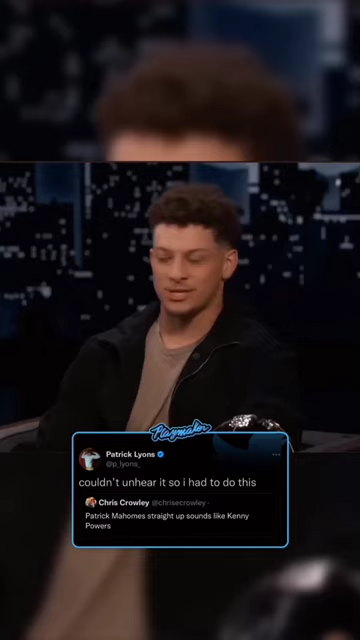 Playmaker
Patrick Lyons
@p_lyons_
couldn't unhear it so i had to do this
Chris Crowley @chrisecrowley ·
Patrick Mahomes straight up sounds like Kenny
Powers